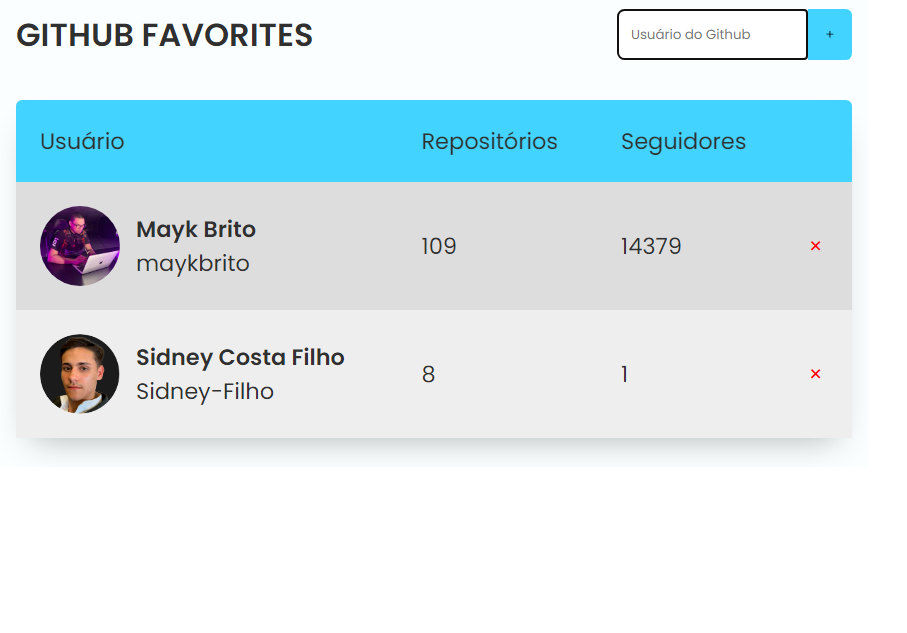 GITHUB FAVORITES
Usuário do Github
+
Usuário Repositórios Seguidores
Mayk Brito
maykbrito
109 14379 ×
Sidney Costa Filho
Sidney-Filho
8 1 ×